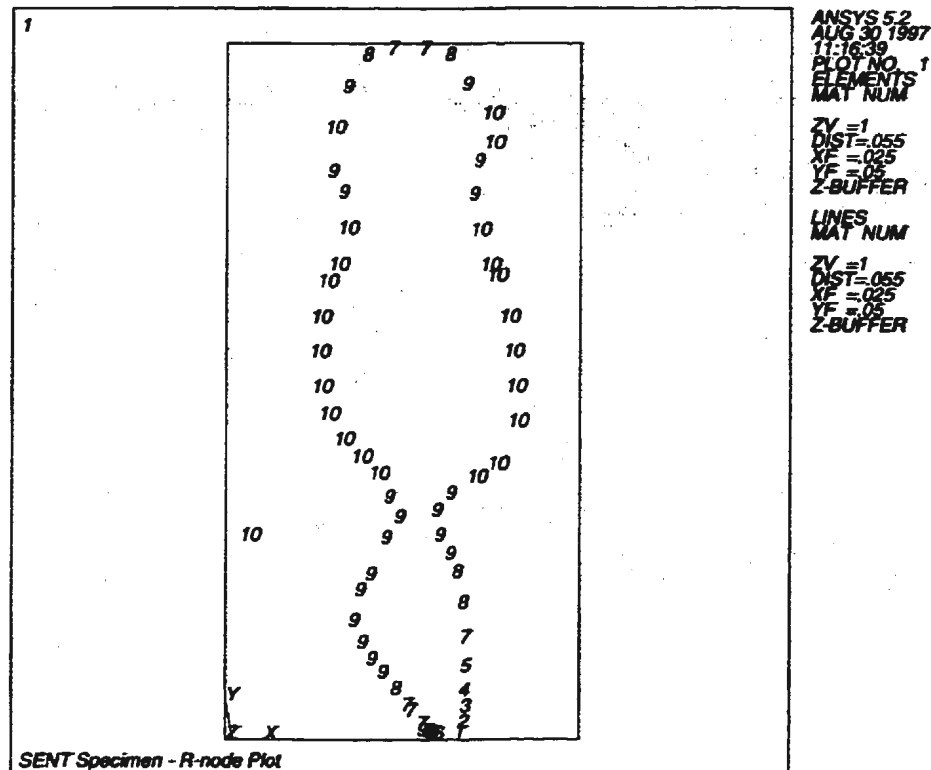 1
ANSYS 5.2
AUG 30 1997
11:16:39
PLOT NO. 1
ELEMENTS
MAT NUM
ZV =1
DIST=.055
XF =.025
YF =.05
Z-BUFFER
LINES
MAT NUM
ZV =1
DIST=.055
XF =.025
YF =.05
Z-BUFFER
8 7 7 8
9 9
10
10
10
9
9
9 9
10 10
10 10
10 10
10 10
10 10
10 10
10 10
10
10 10
10 10
9 9
9 9
10 9 9
9
9 8
9 8
9
9 7
9 5
9
8 4
Y
7 3
7
7 2
Z X 1
SENT Specimen - R-node Plot